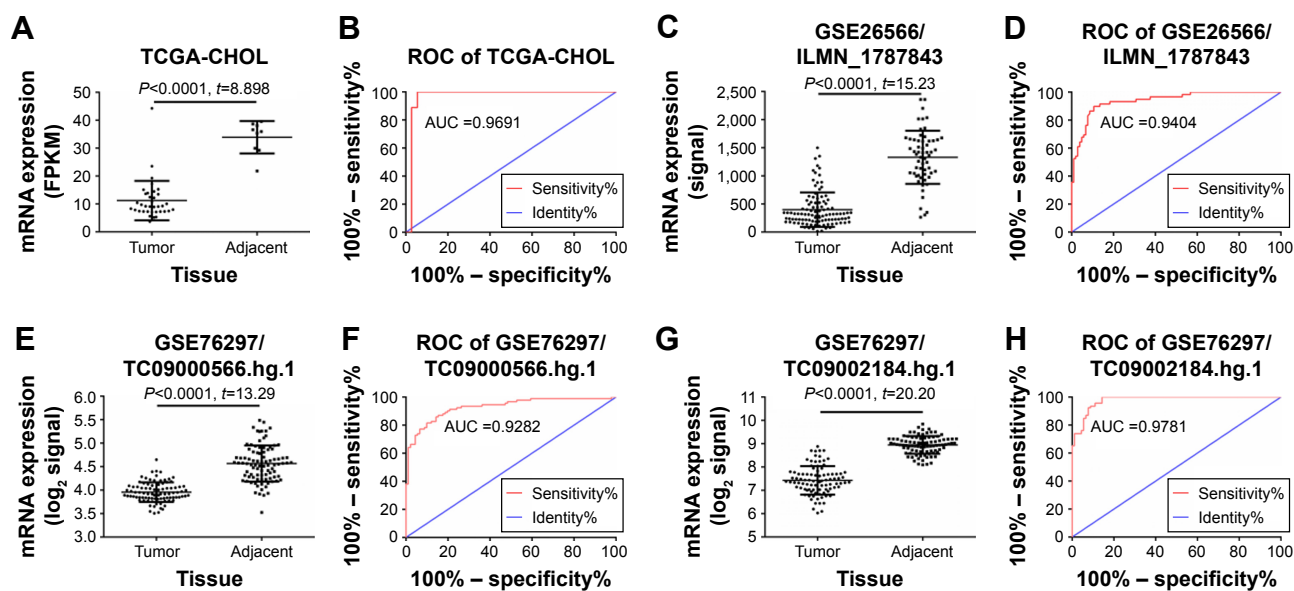 A
TCGA-CHOL
P<0.0001, t=8.898
mRNA expression
(FPKM)
50
40
30
20
10
0
Tumor
Adjacent
Tissue
B
ROC of TCGA-CHOL
100% – sensitivity%
100
80
60
40
20
0
AUC =0.9691
Sensitivity%
Identity%
0 20 40 60 80 100
100% – specificity%
C
GSE26566/
ILMN_1787843
P<0.0001, t=15.23
mRNA expression
(signal)
2,500
2,000
1,500
1,000
500
0
Tumor
Adjacent
Tissue
D
ROC of GSE26566/
ILMN_1787843
100% – sensitivity%
100
80
60
40
20
0
AUC =0.9404
Sensitivity%
Identity%
0 20 40 60 80 100
100% – specificity%
E
GSE76297/
TC09000566.hg.1
P<0.0001, t=13.29
mRNA expression
(log2 signal)
6.0
5.5
5.0
4.5
4.0
3.5
3.0
Tumor
Adjacent
Tissue
F
ROC of GSE76297/
TC09000566.hg.1
100% – sensitivity%
100
80
60
40
20
0
AUC =0.9282
Sensitivity%
Identity%
0 20 40 60 80 100
100% – specificity%
G
GSE76297/
TC09002184.hg.1
P<0.0001, t=20.20
mRNA expression
(log2 signal)
11
10
9
8
7
6
5
Tumor
Adjacent
Tissue
H
ROC of GSE76297/
TC09002184.hg.1
100% – sensitivity%
100
80
60
40
20
0
AUC =0.9781
Sensitivity%
Identity%
0 20 40 60 80 100
100% – specificity%